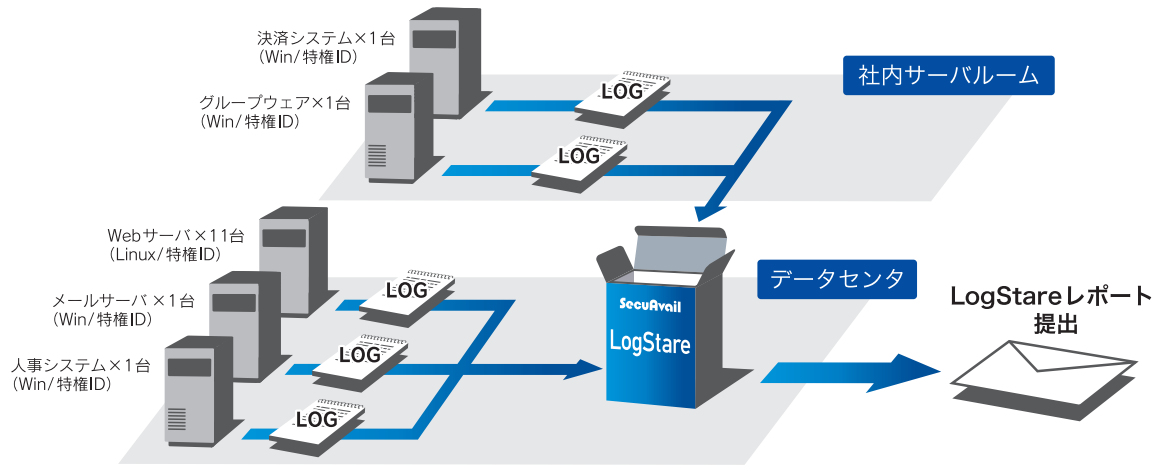 決済システム×1台
(Win/特権ID)
社内サーバルーム
LOG
グループウェア×1台
(Win/特権ID)
LOG
Webサーバ×11台
(Linux/特権ID)
データセンタ
LOG
メールサーバ×1台
(Win/特権ID)
SecuAvail
LogStare
LogStareレポート
提出
LOG
人事システム×1台
(Win/特権ID)
LOG